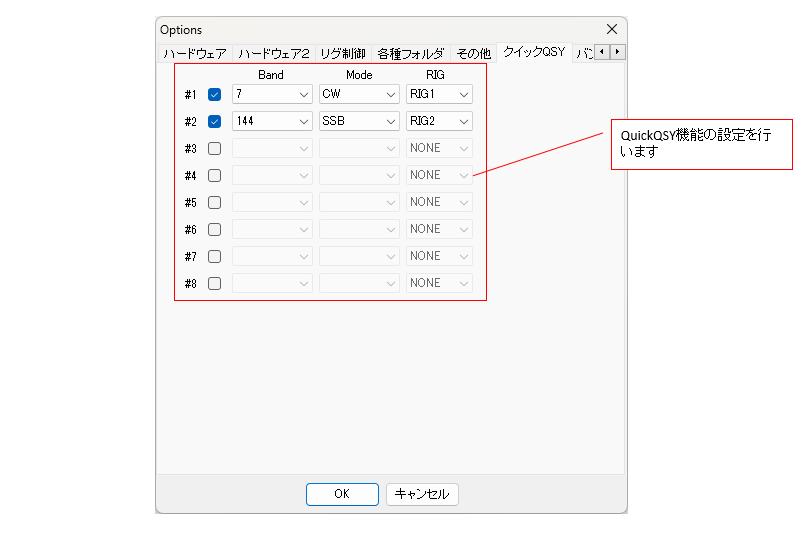 Options
ハードウェア ハードウェア2 リグ制御 各種フォルダ その他 クイックQSY
Band Mode RIG
#1 7 CW RIG1
#2 144 SSB RIG2
#3 NONE
#4 NONE
#5 NONE
#6 NONE
#7 NONE
#8 NONE
QuickQSY機能の設定を行
います
OK キャンセル